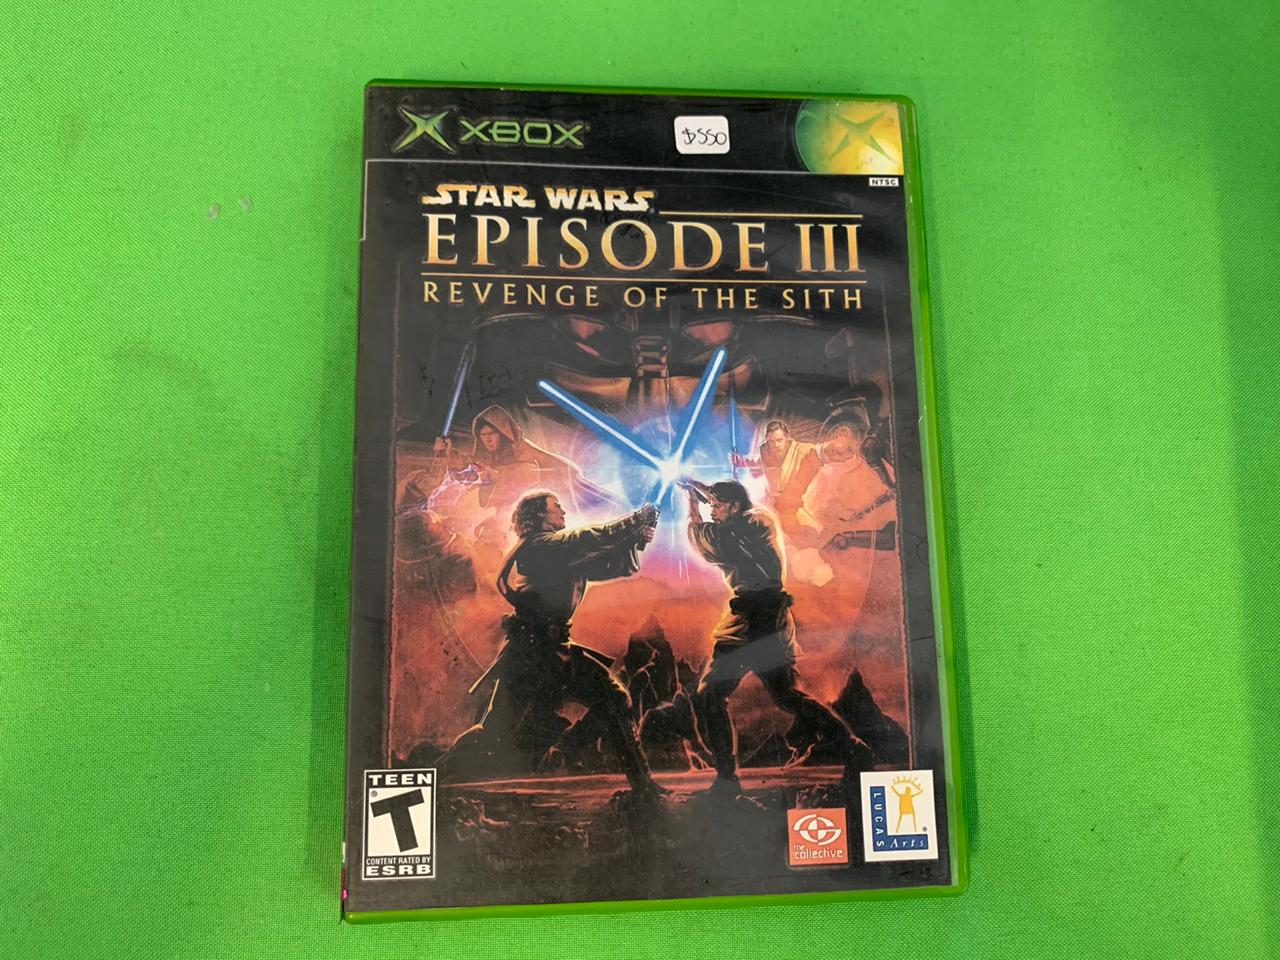 XBOX
$550
NTSC
STAR WARS
EPISODE III
REVENGE OF THE SITH
TEEN
T
CONTENT RATED BY
ESRB
the
collective
LUCAS
Arts